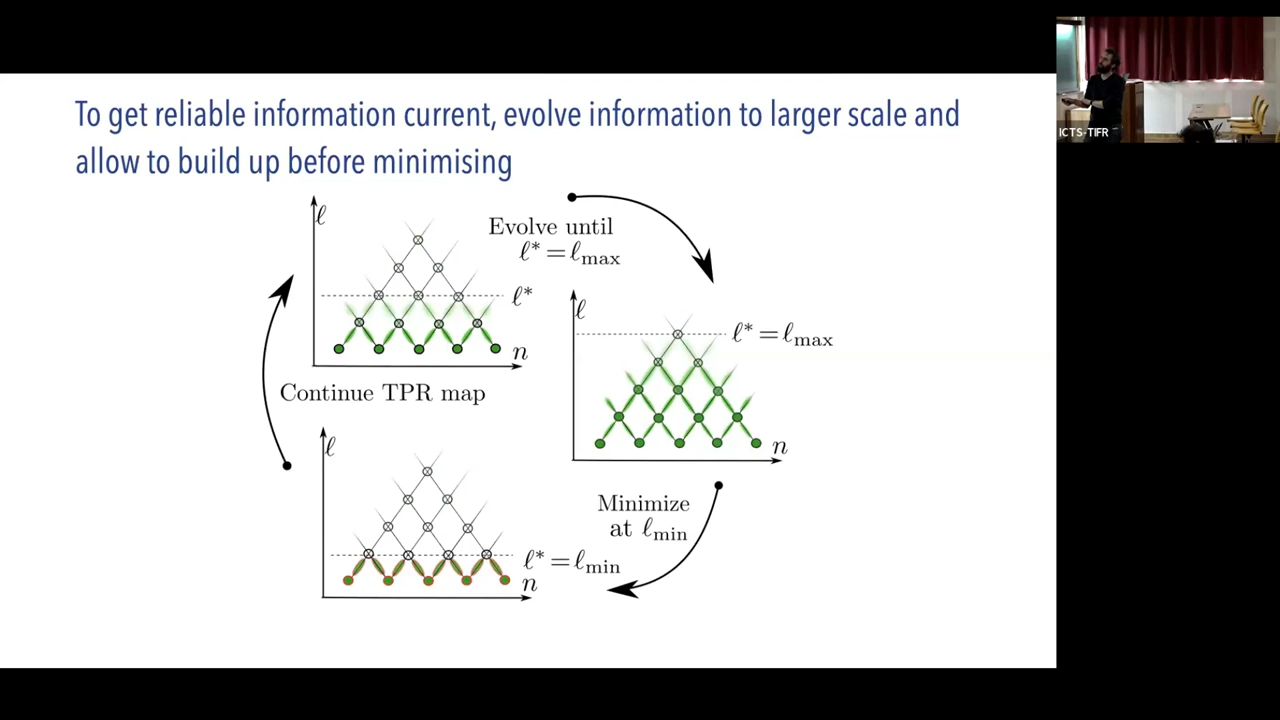 To get reliable information current, evolve information to larger scale and
allow to build up before minimising
ℓ
Evolve until
ℓ* = ℓmax
ℓ*
n
Continue TPR map
ℓ
ℓ* = ℓmax
n
Minimize
at ℓmin
ℓ
ℓ* = ℓmin
n
ICTS-TIFR